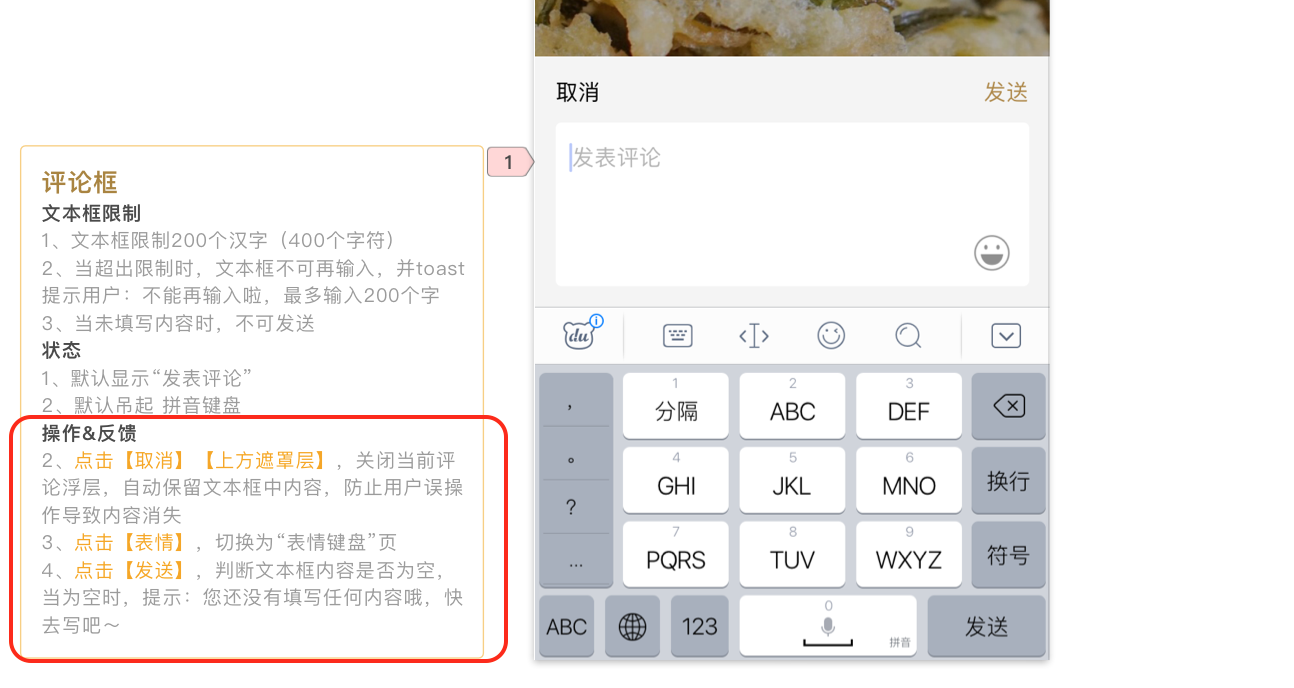 评论框
文本框限制
1、文本框限制200个汉字（400个字符）
2、当超出限制时，文本框不可再输入，并toast
提示用户：不能再输入啦，最多输入200个字
3、当未填写内容时，不可发送
状态
1、默认显示“发表评论”
2、默认吊起 拼音键盘
操作&反馈
2、点击【取消】【上方遮罩层】，关闭当前评
论浮层，自动保留文本框中内容，防止用户误操
作导致内容消失
3、点击【表情】，切换为“表情键盘”页
4、点击【发送】，判断文本框内容是否为空，
当为空时，提示：您还没有填写任何内容哦，快
去写吧～
1
取消 发送
发表评论
du i
， 1 分隔 2 ABC 3 DEF
。 4 GHI 5 JKL 6 MNO 换行
? 7 PQRS 8 TUV 9 WXYZ 符号
...
ABC 123 0 拼音 发送